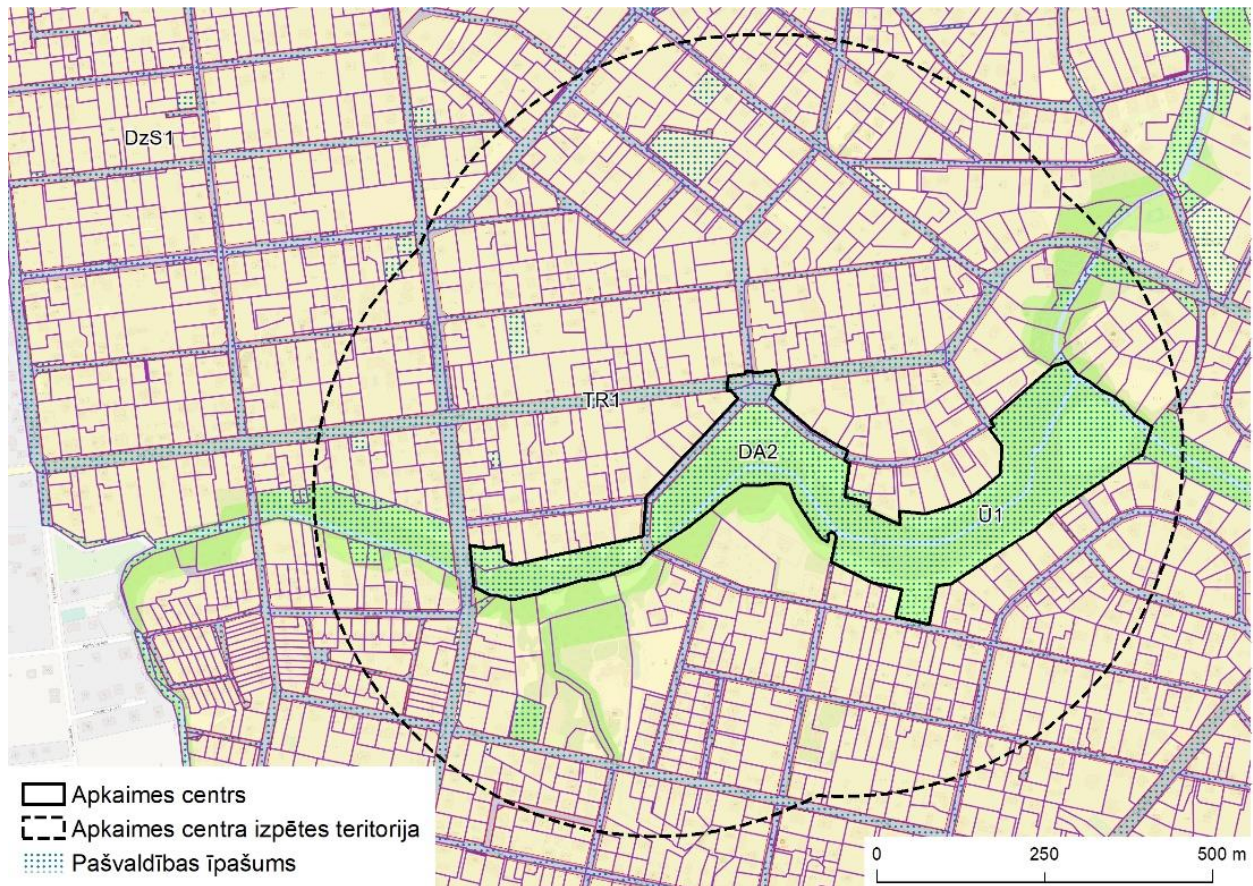 DzS1
TR1
DA2
Ū1
Apkaimes centrs
Apkaimes centra izpētes teritorija
Pašvaldības īpašums
0 250 500 m